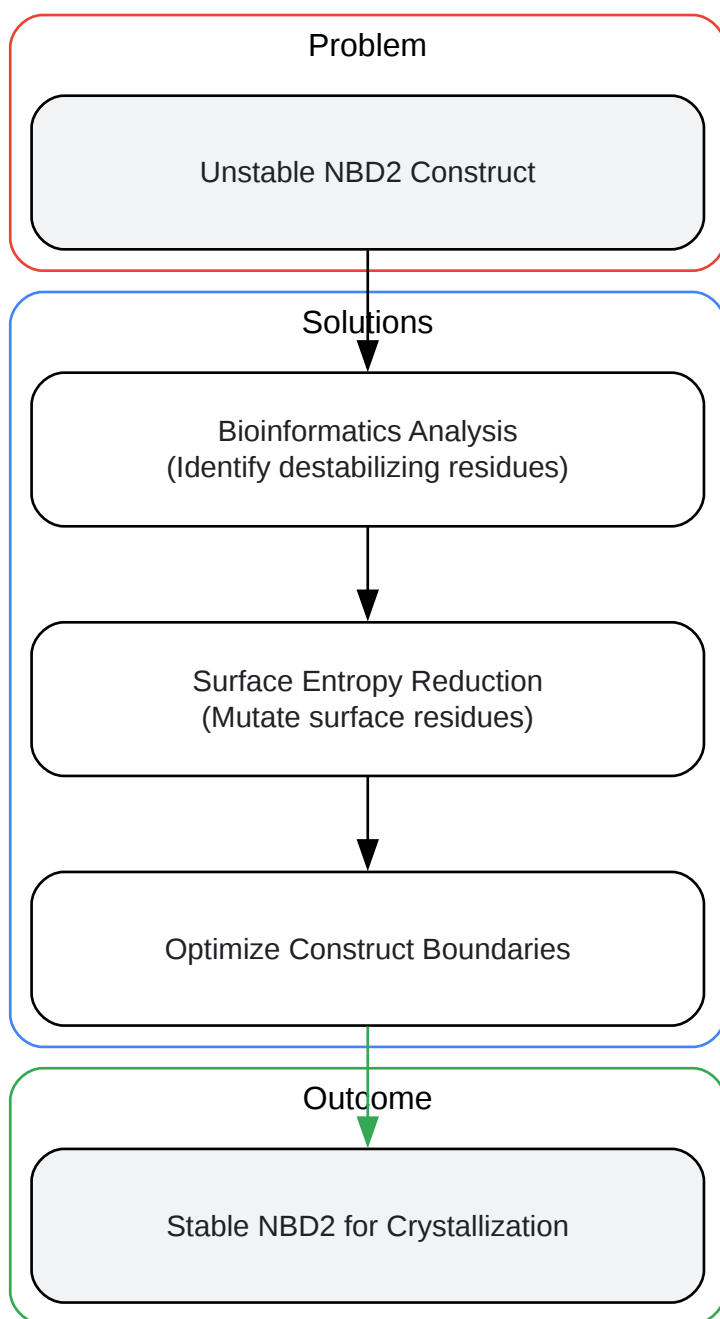 Problem
Unstable NBD2 Construct
Solutions
Bioinformatics Analysis
(Identify destabilizing residues)
Surface Entropy Reduction
(Mutate surface residues)
Optimize Construct Boundaries
Outcome
Stable NBD2 for Crystallization